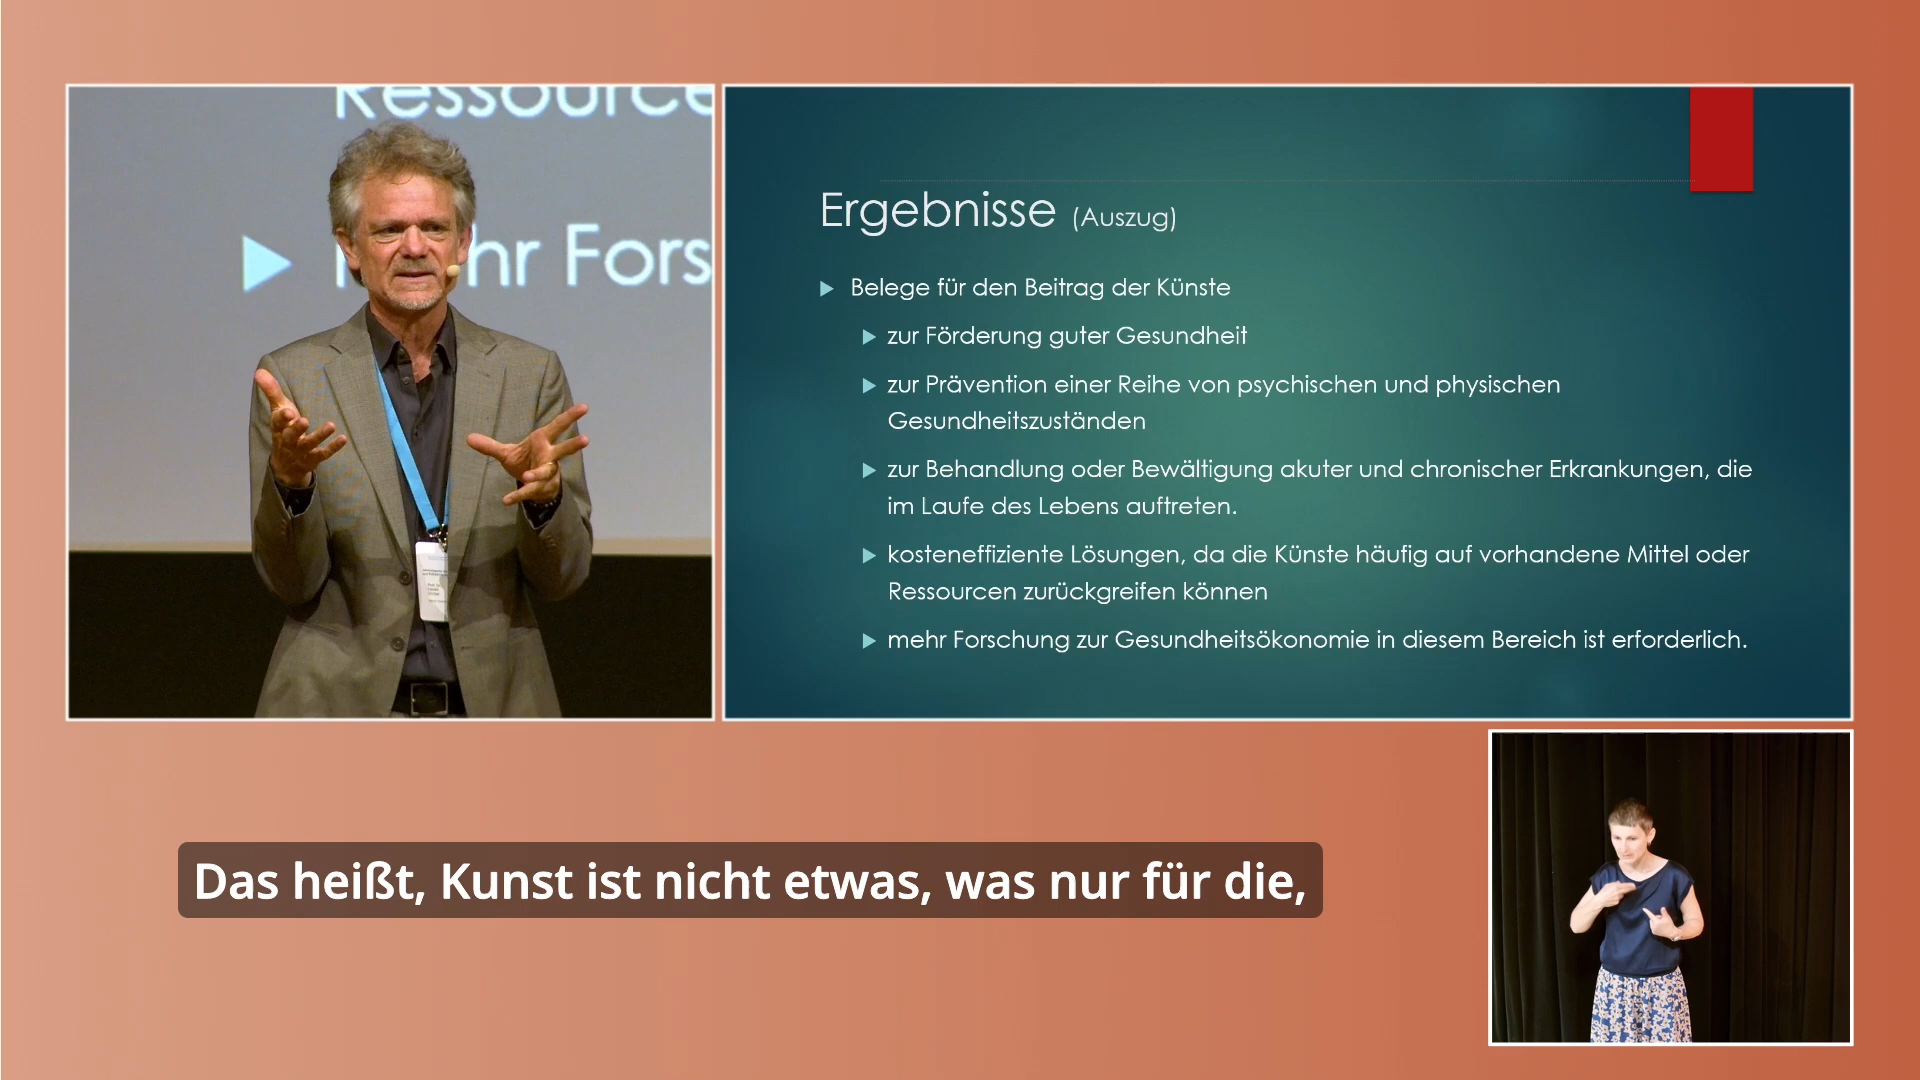 Ressource
hr Fors
Ergebnisse (Auszug)
Belege für den Beitrag der Künste
zur Förderung guter Gesundheit
zur Prävention einer Reihe von psychischen und physischen
Gesundheitszuständen
zur Behandlung oder Bewältigung akuter und chronischer Erkrankungen, die
im Laufe des Lebens auftreten.
kosteneffiziente Lösungen, da die Künste häufig auf vorhandene Mittel oder
Ressourcen zurückgreifen können
mehr Forschung zur Gesundheitsökonomie in diesem Bereich ist erforderlich.
Das heißt, Kunst ist nicht etwas, was nur für die,